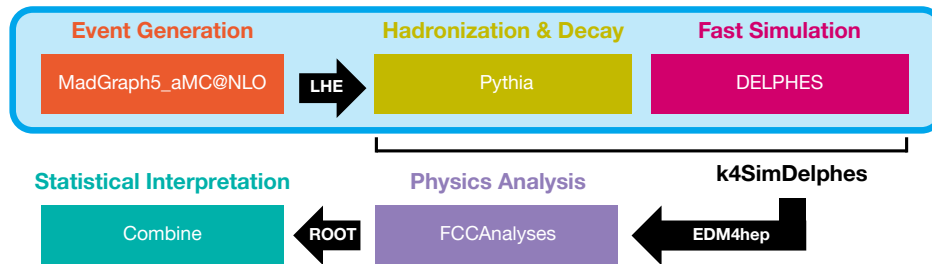 Event Generation
Hadronization & Decay
Fast Simulation
MadGraph5_aMC@NLO
LHE
Pythia
DELPHES
k4SimDelphes
Statistical Interpretation
Physics Analysis
Combine
ROOT
FCCAnalyses
EDM4hep